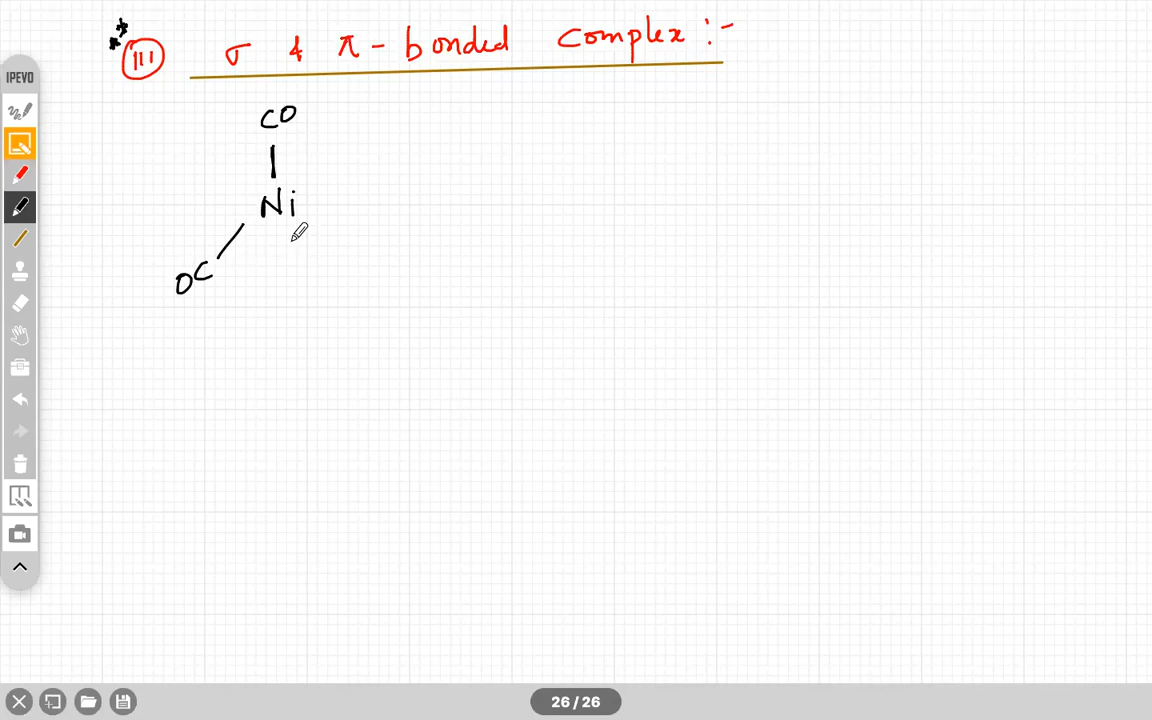 IPEVO
III σ & π - bonded complex :-
CO
Ni
OC
26 / 26